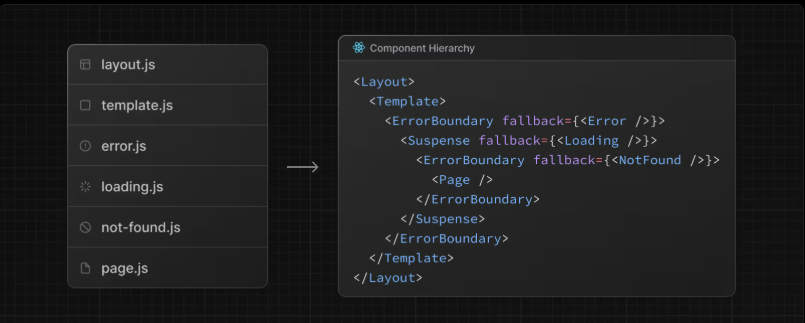 layout.js
template.js
error.js
loading.js
not-found.js
page.js
Component Hierarchy
<Layout>
  <Template>
    <ErrorBoundary fallback={<Error />}>
      <Suspense fallback={<Loading />}>
        <ErrorBoundary fallback={<NotFound />}>
          <Page />
        </ErrorBoundary>
      </Suspense>
    </ErrorBoundary>
  </Template>
</Layout>